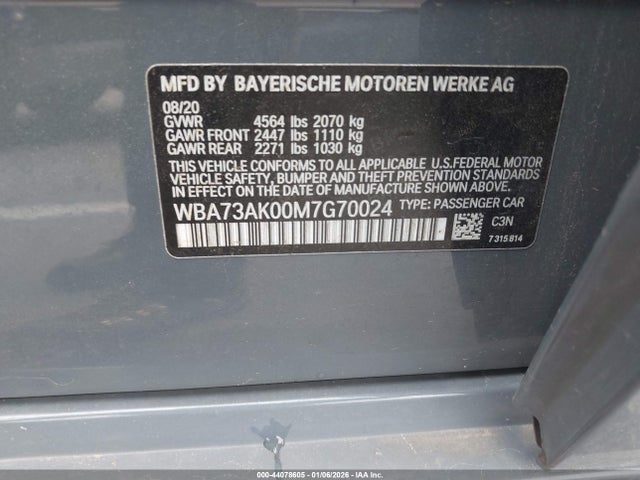 MFD BY BAYERISCHE MOTOREN WERKE AG
08/20
GVWR 4564 lbs 2070 kg
GAWR FRONT 2447 lbs 1110 kg
GAWR REAR 2271 lbs 1030 kg
THIS VEHICLE CONFORMS TO ALL APPLICABLE U.S.FEDERAL MOTOR
VEHICLE SAFETY, BUMPER AND THEFT PREVENTION STANDARDS
IN EFFECT ON THE DATE OF MANUFACTURE SHOWN ABOVE.
WBA73AK00M7G70024 TYPE: PASSENGER CAR
C3N
7315814
000-44078605 - 01/06/2026 - IAAI.COM